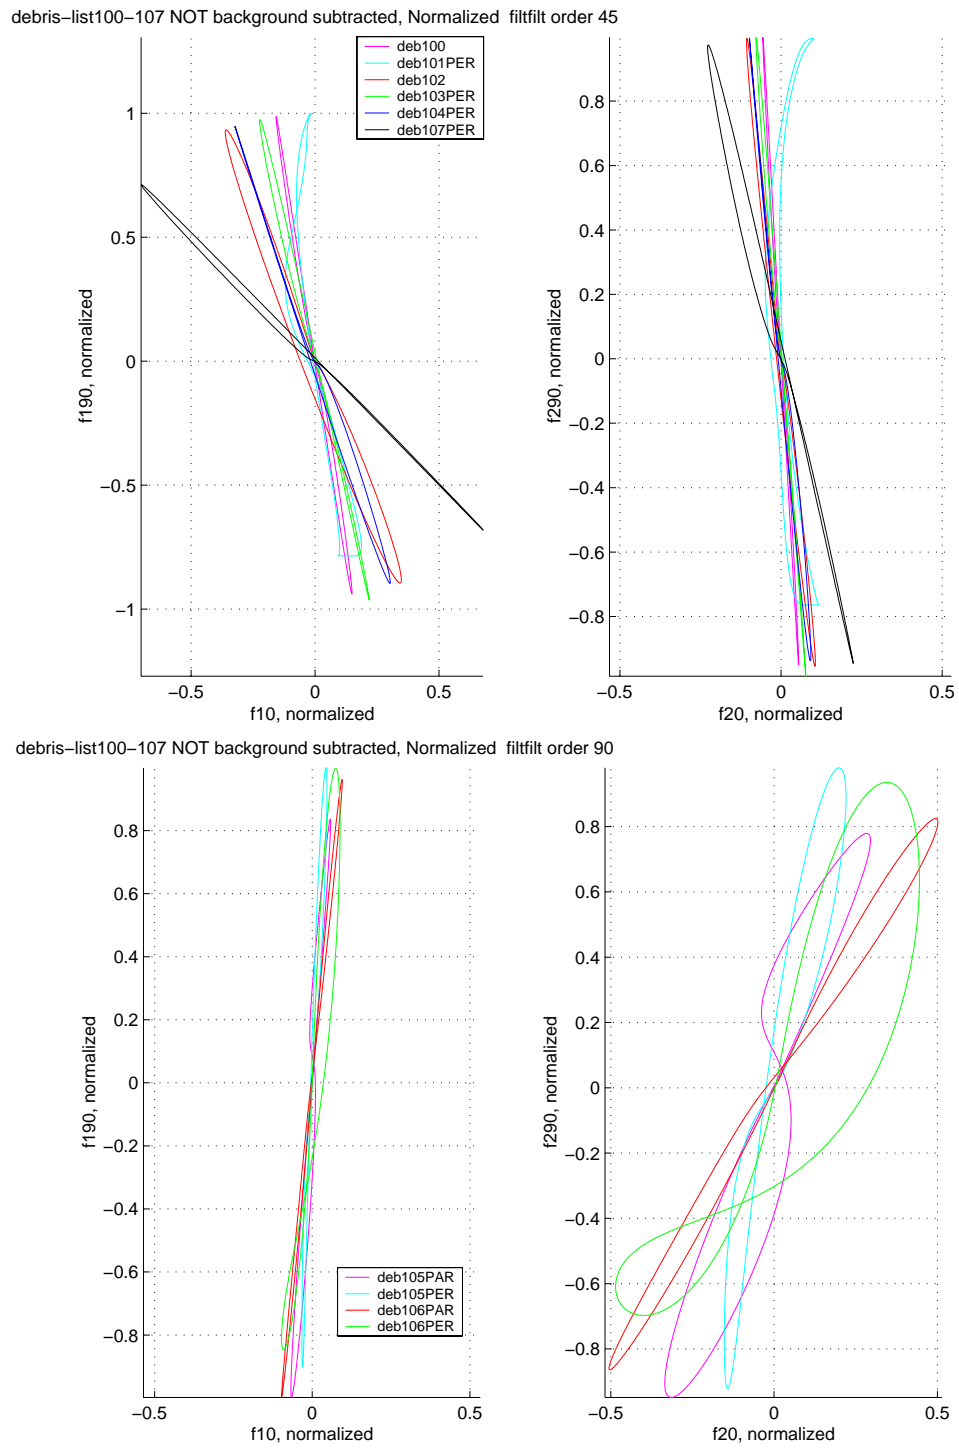 debris−list100−107 NOT background subtracted, Normalized  filtfilt order 45
deb100
deb101PER
deb102
deb103PER
deb104PER
deb107PER
1
0.5
0
−0.5
−1
f190, normalized
−0.5
0
0.5
f10, normalized
0.8
0.6
0.4
0.2
0
−0.2
−0.4
−0.6
−0.8
f290, normalized
−0.5
0
0.5
f20, normalized
debris−list100−107 NOT background subtracted, Normalized  filtfilt order 90
0.8
0.6
0.4
0.2
0
−0.2
−0.4
−0.6
−0.8
f190, normalized
deb105PAR
deb105PER
deb106PAR
deb106PER
−0.5
0
0.5
f10, normalized
0.8
0.6
0.4
0.2
0
−0.2
−0.4
−0.6
−0.8
f290, normalized
−0.5
0
0.5
f20, normalized